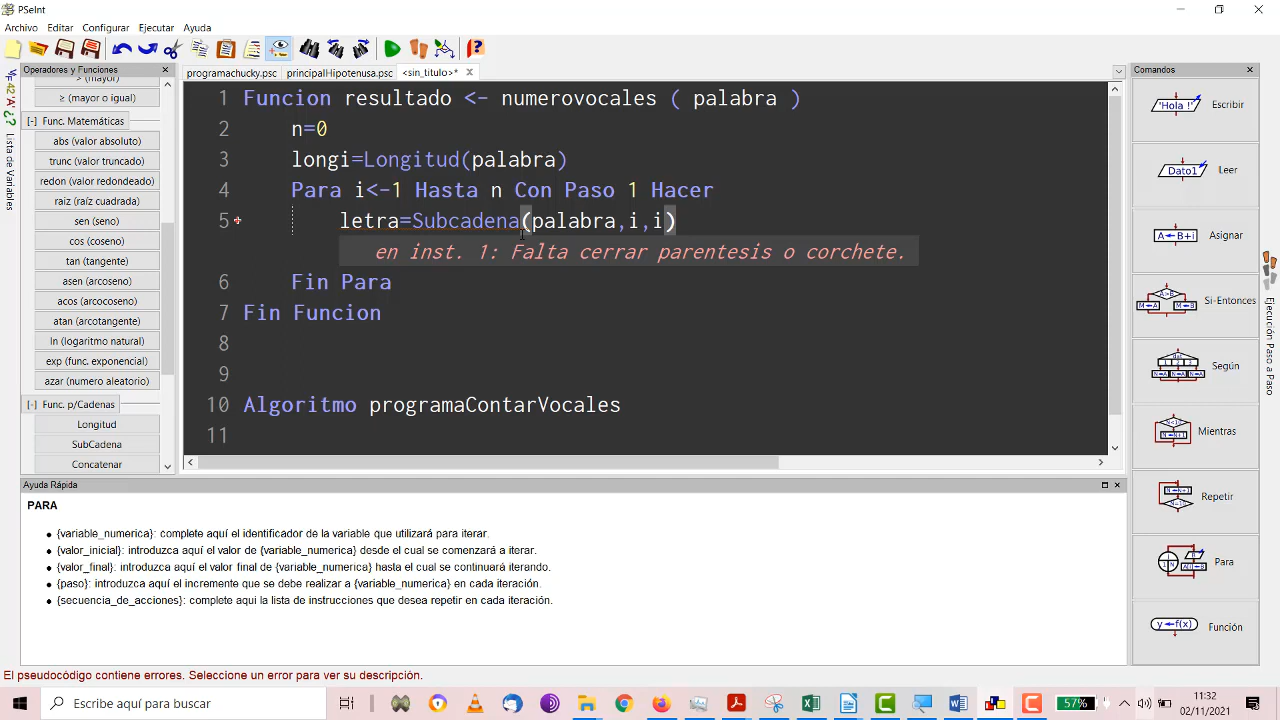 PSeInt
Archivo Editar Configurar Ejecutar Ayuda
Operadores y Funciones
programachucky.psc principalHipotenusa.psc <sin_titulo>*
Comandos
≥ (mayor o igual)
[-] Func. Matemáticas
abs (valor absoluto)
trunc (valor truncado)
redon (valor redondeado)
raiz (raíz cuadrada)
sen (seno)
cos (coseno)
tan (tangente)
asen (arcoseno)
acos (arcocoseno)
atan (arcotangente)
ln (logaritmo natural)
exp (func. exponencial)
azar (numero aleatorio)
[-] Func. p/Cadenas
Longitud
SubCadena
Concatenar
Lista de Variables
1 Funcion resultado <- numerovocales ( palabra )
2 n=0
3 longi=Longitud(palabra)
4 Para i<-1 Hasta n Con Paso 1 Hacer
5 letra=Subcadena(palabra,i,i)
en inst. 1: Falta cerrar parentesis o corchete.
6 Fin Para
7 Fin Funcion
8
9
10 Algoritmo programaContarVocales
11
'Hola !' Escribir
Dato1 Leer
A←B+i Asignar
Si-Entonces
Según
Mientras
Repetir
Para
y←f(x) Función
Ejecución Paso a Paso
Ayuda Rápida
PARA
{variable_numerica}: complete aquí el identificador de la variable que utilizará para iterar.
{valor_inicial}: introduzca aquí el valor de {variable_numerica} desde el cual se comenzará a iterar.
{valor_final}: introduzca aquí el valor final de {variable_numerica} hasta el cual se continuará iterando.
{paso}: introduzca aquí el incremente que se debe realizar a {variable_numerica} en cada iteración.
{secuencia_de_acciones}: complete aqui la lista de instrucciones que desea repetir en cada iteración.
El pseudocódigo contiene errores. Seleccione un error para ver su descripción.
Escribe aquí para buscar
57%
11:32
02/11/2021